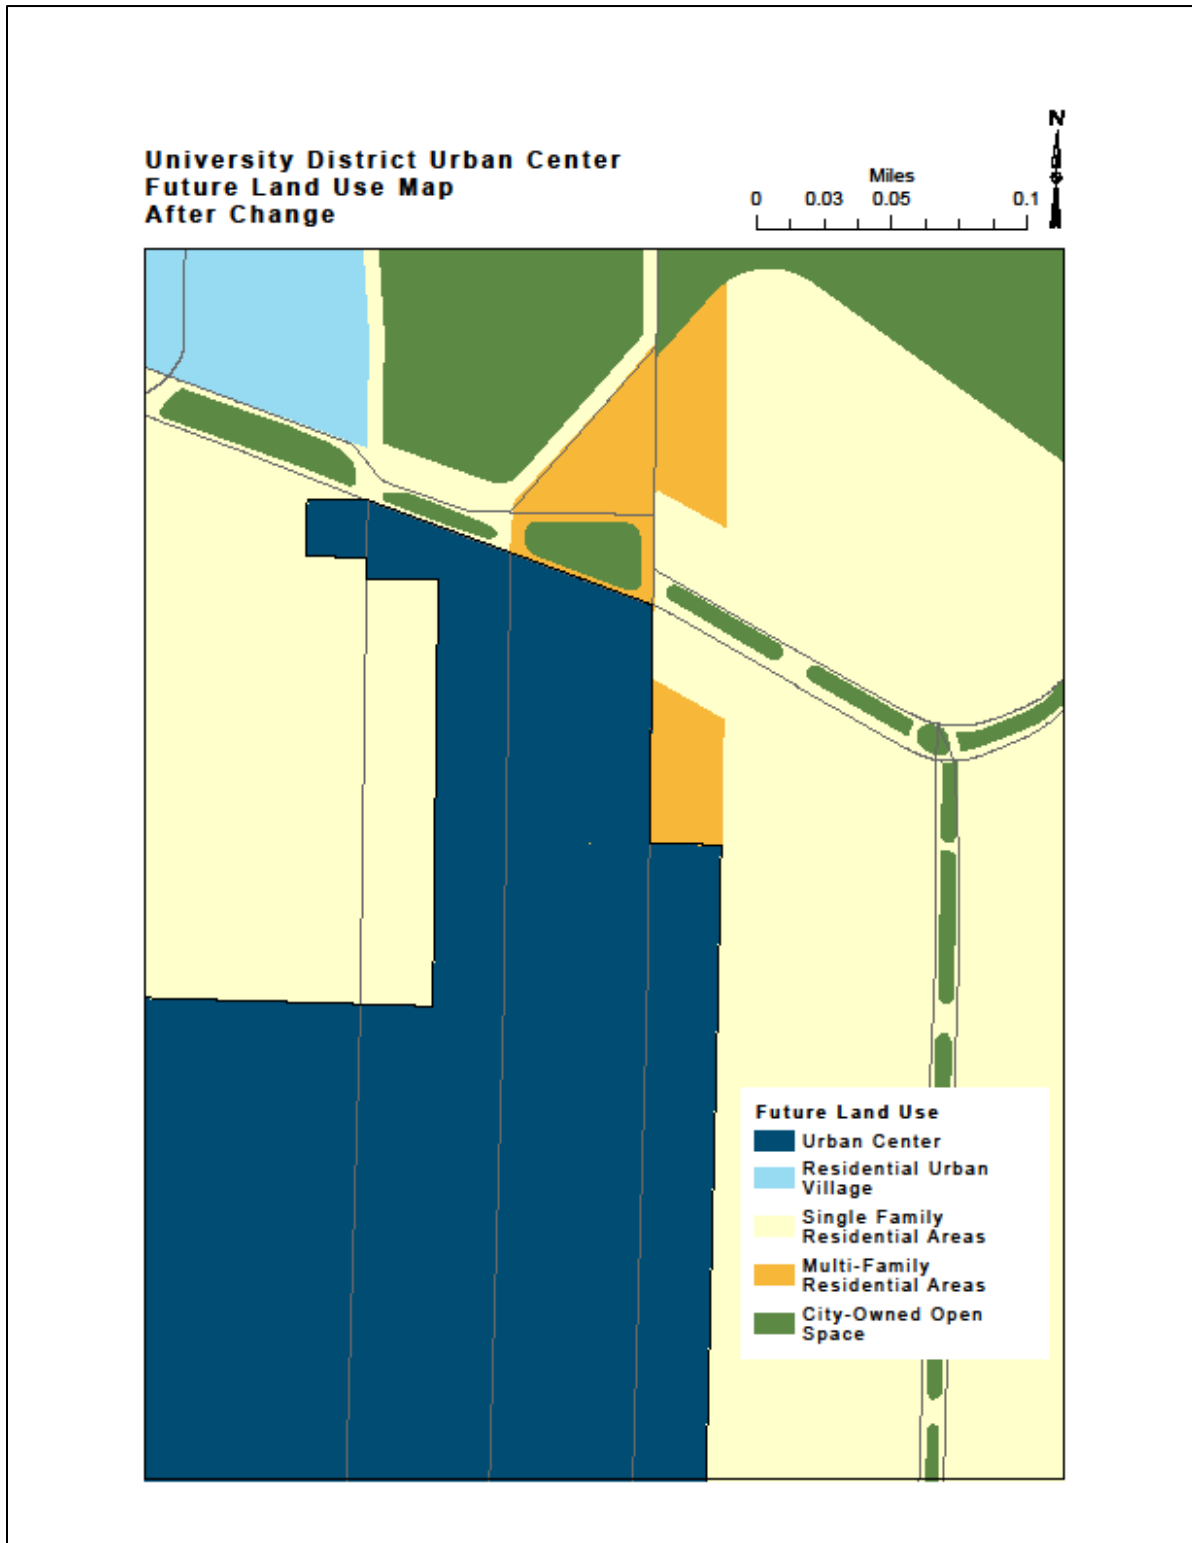 University District Urban Center
Future Land Use Map
After Change
N
Miles
0 0.03 0.05 0.1
Future Land Use
Urban Center
Residential Urban
Village
Single Family
Residential Areas
Multi-Family
Residential Areas
City-Owned Open
Space